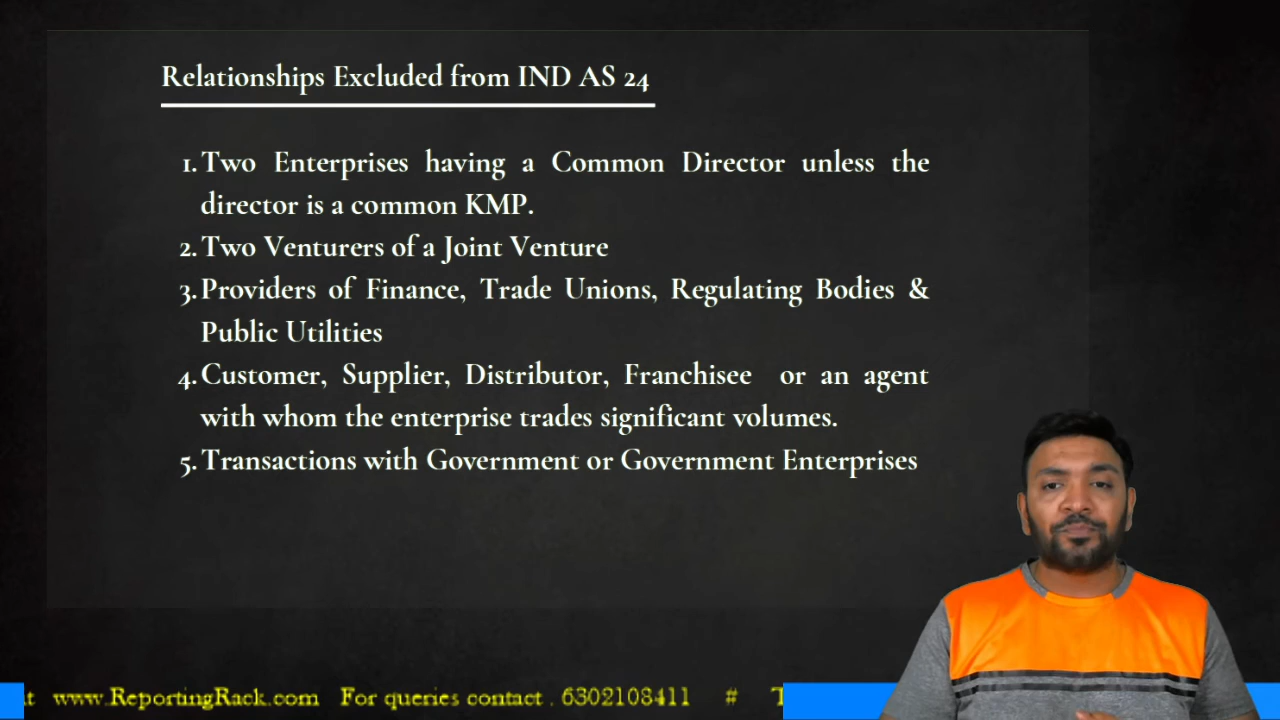 Relationships Excluded from IND AS 24
1. Two Enterprises having a Common Director unless the
director is a common KMP.
2. Two Venturers of a Joint Venture
3. Providers of Finance, Trade Unions, Regulating Bodies &
Public Utilities
4. Customer, Supplier, Distributor, Franchisee or an agent
with whom the enterprise trades significant volumes.
5. Transactions with Government or Government Enterprises
www.ReportingRack.com For queries contact . 6302108411 #